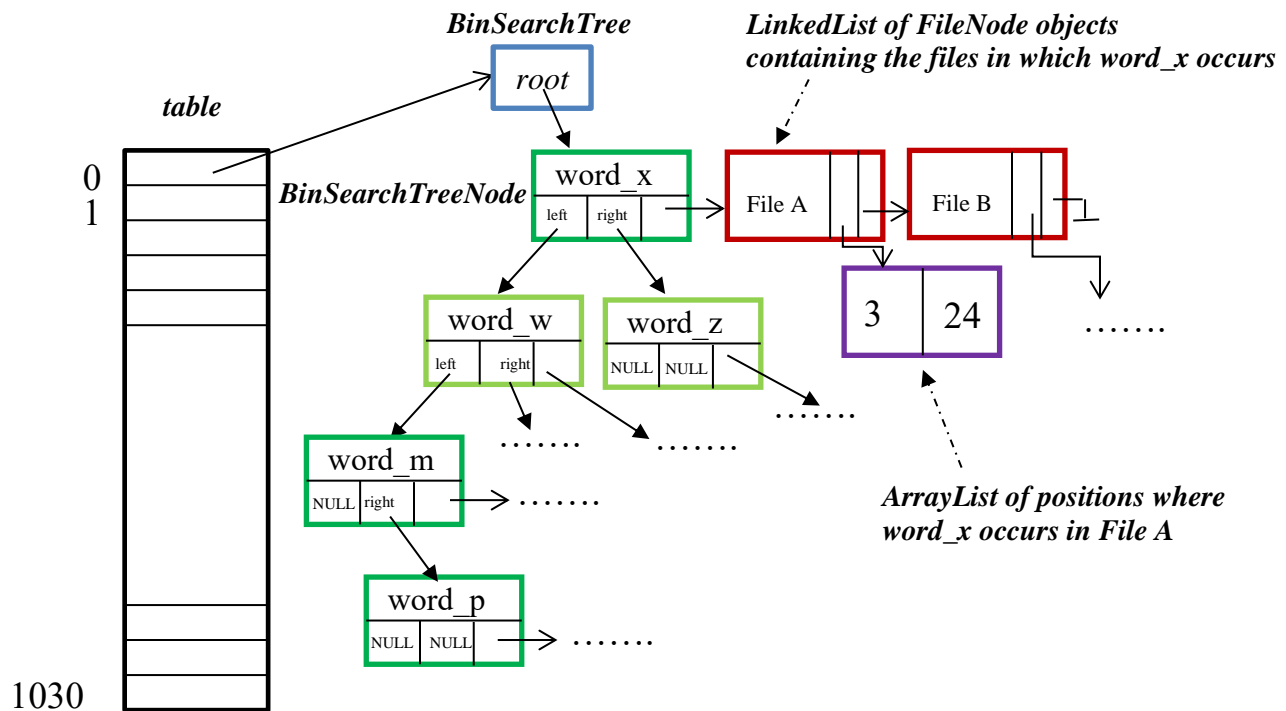 BinSearchTree
LinkedList of FileNode objects
containing the files in which word_x occurs
root
table
0
1
1030
BinSearchTreeNode
word_x
left right
File A
File B
3 24
.......
word_w
left right
word_z
NULL NULL
.......
.......
.......
word_m
NULL right
.......
ArrayList of positions where
word_x occurs in File A
word_p
NULL NULL
.......